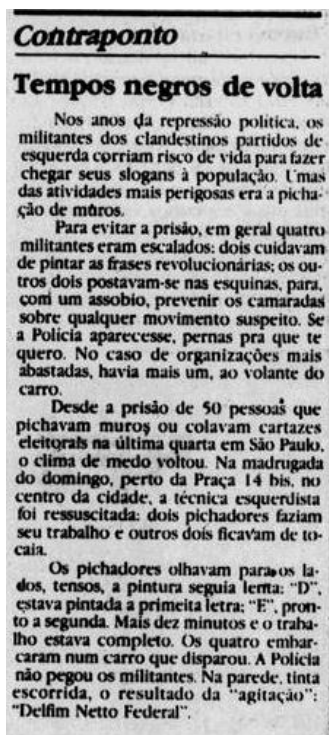 Contraponto
Tempos negros de volta
Nos anos da repressão política, os
militantes dos clandestinos partidos de
esquerda corriam risco de vida para fazer
chegar seus slogans à população. Umas
das atividades mais perigosas era a picha-
ção de muros.
Para evitar a prisão, em geral quatro
militantes eram escalados: dois cuidavam
de pintar as frases revolucionárias; os ou-
tros dois postavam-se nas esquinas, para,
com um assobio, prevenir os camaradas
sobre qualquer movimento suspeito. Se
a Polícia aparecesse, pernas pra que te
quero. No caso de organizações mais
abastadas, havia mais um, ao volante do
carro.
Desde a prisão de 50 pessoas que
pichavam muros ou colavam cartazes
eleitorais na última quarta em São Paulo,
o clima de medo voltou. Na madrugada
do domingo, perto da Praça 14 bis, no
centro da cidade, a técnica esquerdista
foi ressuscitada: dois pichadores faziam
seu trabalho e outros dois ficavam de to-
caia.
Os pichadores olhavam para os la-
dos, tensos, a pintura seguia lenta: "D",
estava pintada a primeita letra; "E", pron-
to a segunda. Mais dez minutos e o traba-
lho estava completo. Os quatro embar-
caram num carro que disparou. A Polícia
não pegou os militantes. Na parede, tinta
escorrida, o resultado da "agitação":
"Delfim Netto Federal".